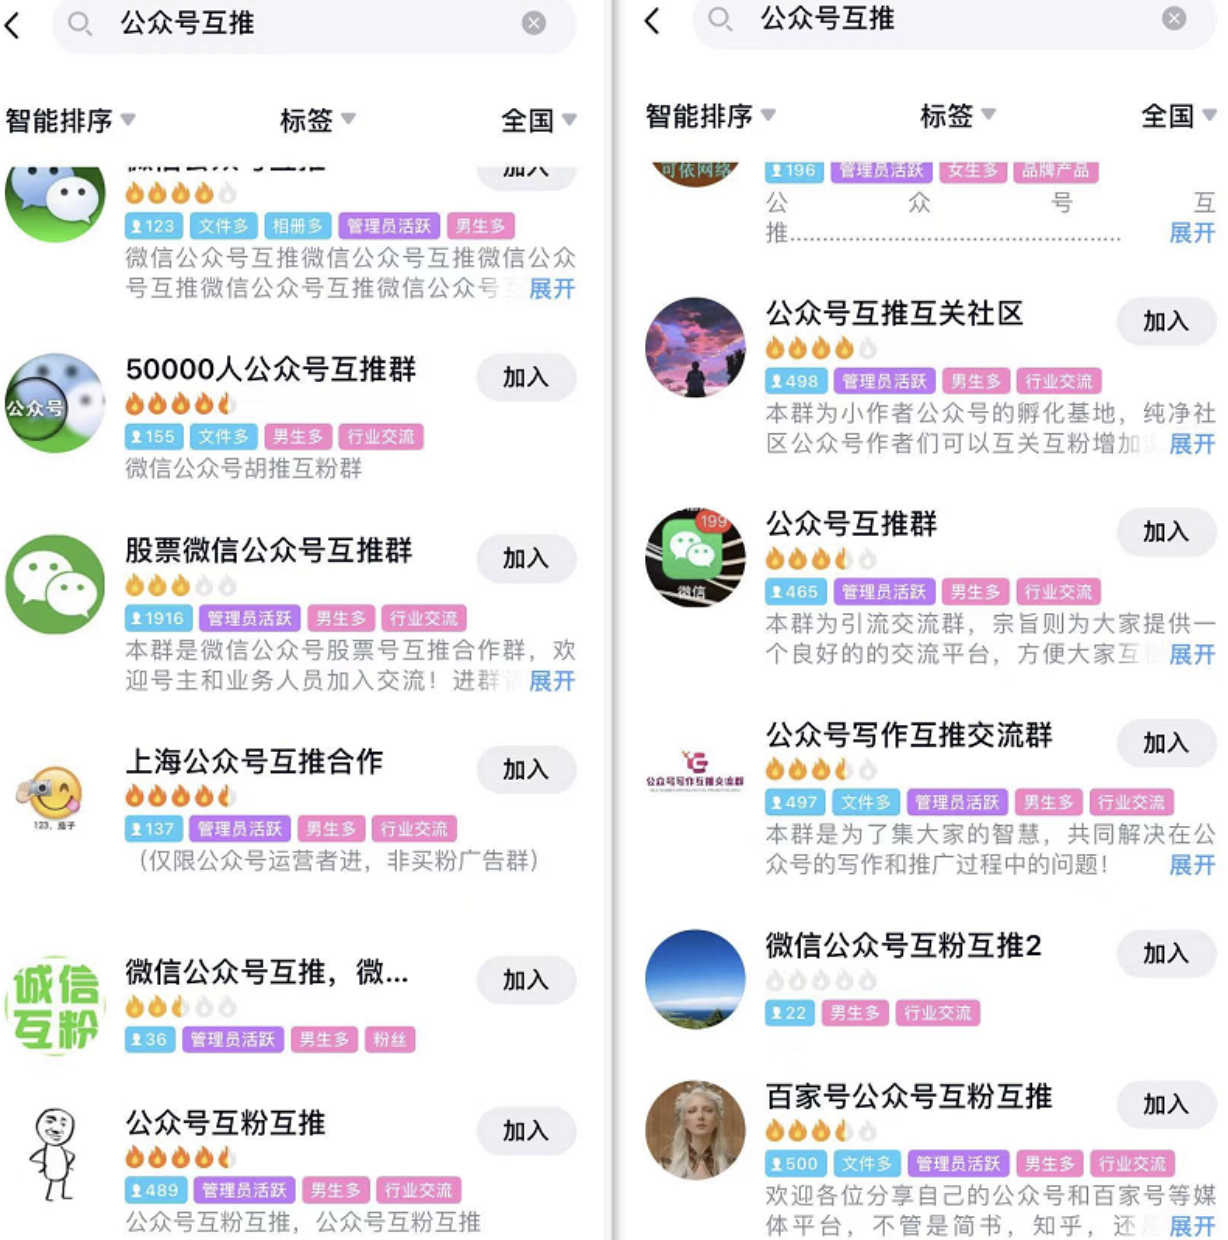 公众号互推
智能排序
标签
全国
微信公众号互推
加入
123 文件多 相册多 管理员活跃 男生多
微信公众号互推微信公众号互推微信公众
号互推微信公众号互推微信公众号
展开
公众号
50000人公众号互推群
加入
155 文件多 男生多 行业交流
微信公众号胡推互粉群
股票微信公众号互推群
加入
1916 管理员活跃 男生多 行业交流
本群是微信公众号股票号互推合作群，欢
迎号主和业务人员加入交流！进群
展开
123，茄子
上海公众号互推合作
加入
137 管理员活跃 男生多 行业交流
（仅限公众号运营者进，非买粉广告群）
诚信
互粉
微信公众号互推，微...
加入
36 管理员活跃 男生多 粉丝
公众号互粉互推
加入
489 管理员活跃 男生多 行业交流
公众号互粉互推，公众号互粉互推
公众号互推
智能排序
标签
全国
可依网络
196 管理员活跃 女生多 品牌产品
公 众 号 互
推..............................................
展开
公众号互推互关社区
加入
498 管理员活跃 男生多 行业交流
本群为小作者公众号的孵化基地，纯净社
区公众号作者们可以互关互粉增加
展开
199
微信
公众号互推群
加入
465 管理员活跃 男生多 行业交流
本群为引流交流群，宗旨则为大家提供一
个良好的的交流平台，方便大家互
展开
公众号写作互推交流群
公众号写作互推交流群
加入
497 文件多 管理员活跃 男生多 行业交流
本群是为了集大家的智慧，共同解决在公
众号的写作和推广过程中的问题！
展开
微信公众号互粉互推2
加入
22 男生多 行业交流
百家号公众号互粉互推
加入
500 文件多 管理员活跃 男生多 行业交流
欢迎各位分享自己的公众号和百家号等媒
体平台，不管是简书，知乎，还是
展开